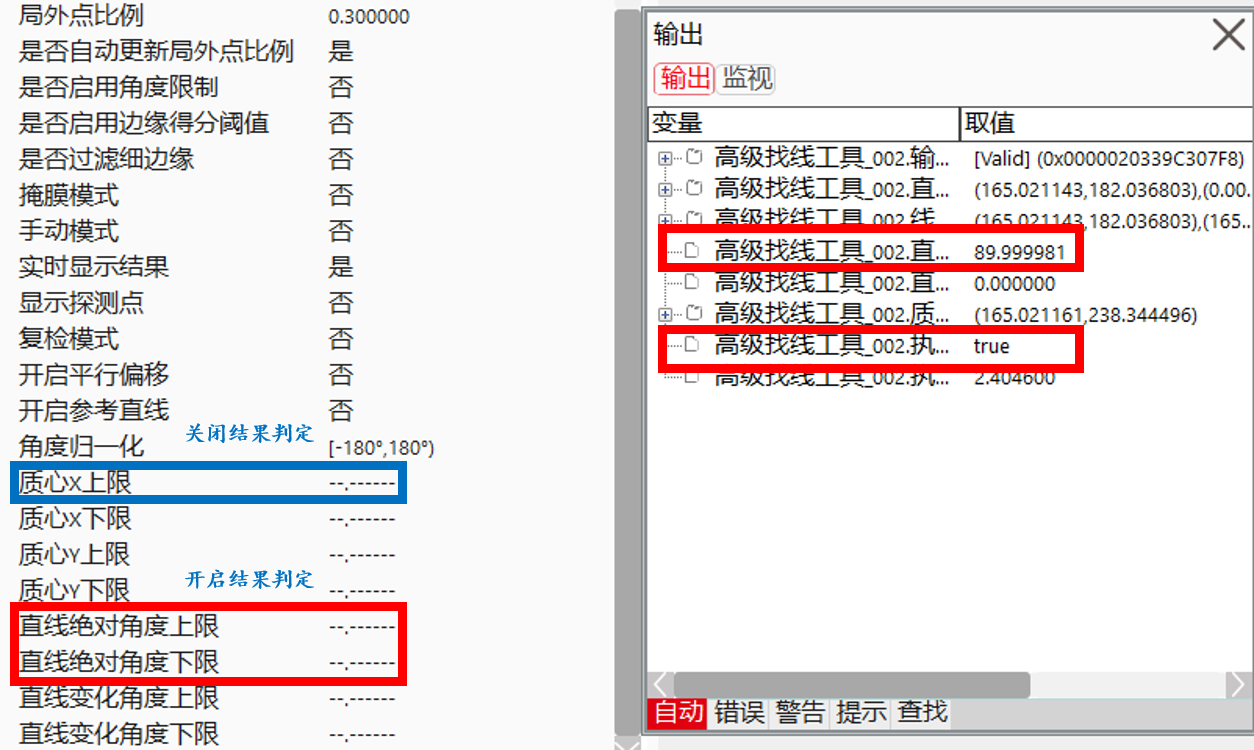 局外点比例 0.300000
是否自动更新局外点比例 是
是否启用角度限制 否
是否启用边缘得分阈值 否
是否过滤细边缘 否
掩膜模式 否
手动模式 否
实时显示结果 是
显示探测点 否
复检模式 否
开启平行偏移 否
开启参考直线 否
关闭结果判定
角度归一化 [-180°,180°)
质心X上限 --.------
质心X下限 --.------
质心Y上限 --.------
开启结果判定
质心Y下限 --.------
直线绝对角度上限 --.------
直线绝对角度下限 --.------
直线变化角度上限 --.------
直线变化角度下限 --.------
输出
输出 监视
变量 取值
高级找线工具_002.输... [Valid] (0x0000020339C307F8)
高级找线工具_002.直... (165.021143,182.036803),(0.00...
高级找线工具_002.线... (165.021143,182.036803),(165...
高级找线工具_002.直... 89.999981
高级找线工具_002.直... 0.000000
高级找线工具_002.质... (165.021161,238.344496)
高级找线工具_002.执... true
高级找线工具_002.执... 2.404600
自动 错误 警告 提示 查找